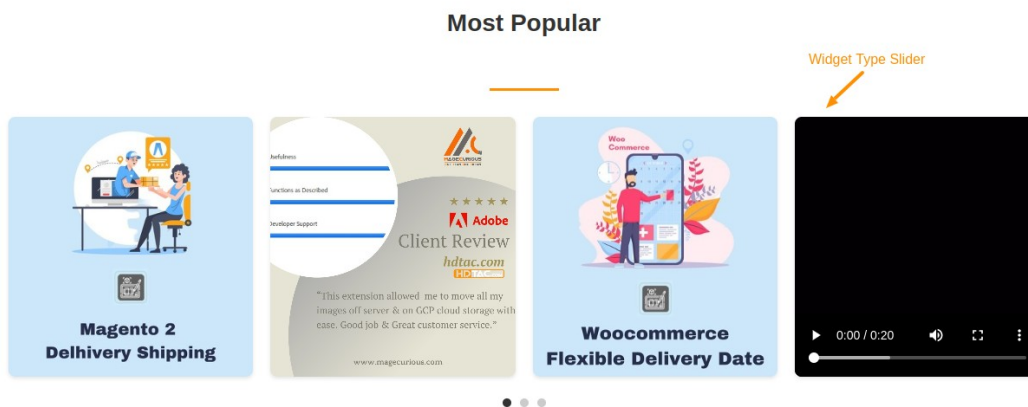 Most Popular
Widget Type Slider
Usefulness
Functions as Described
Developer Support
MAGECURIOUS
Adobe
Client Review
hdtac.com
HDTAC
"This extension allowed me to move all my
images off server & on GCP cloud storage with
ease. Good job & Great customer service."
www.magecurious.com
Magento 2
Delhivery Shipping
Woo
Commerce
Woocommerce
Flexible Delivery Date
0:00 / 0:20